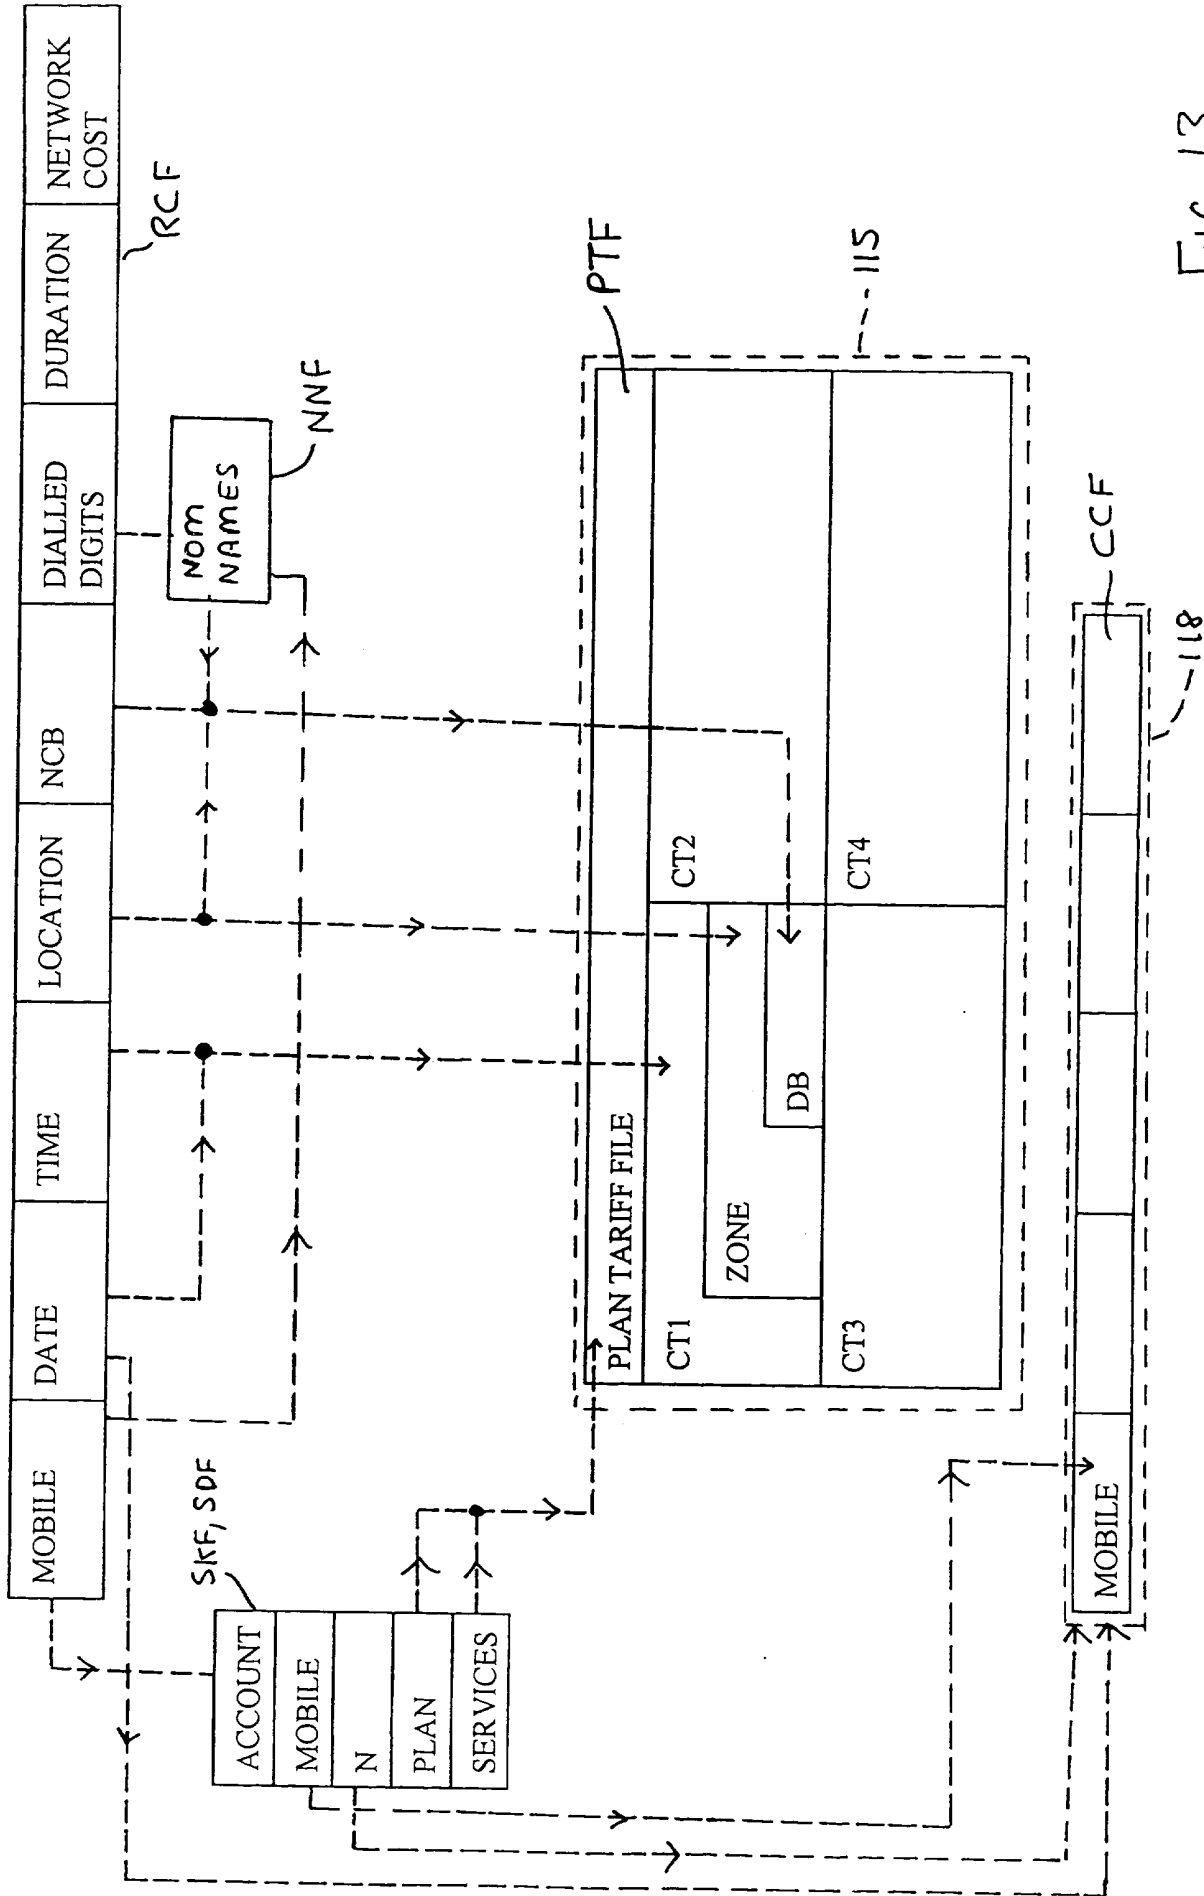 MOBILE
DATE
TIME
LOCATION
NCB
DIALLED
DIGITS
DURATION
NETWORK
COST
RCF
NOM
NAMES
NNF
SKF, SDF
ACCOUNT
MOBILE
N
PLAN
SERVICES
PTF
PLAN TARIFF FILE
CT1
CT2
ZONE
DB
CT3
CT4
115
MOBILE
CCF
118
FIG 13